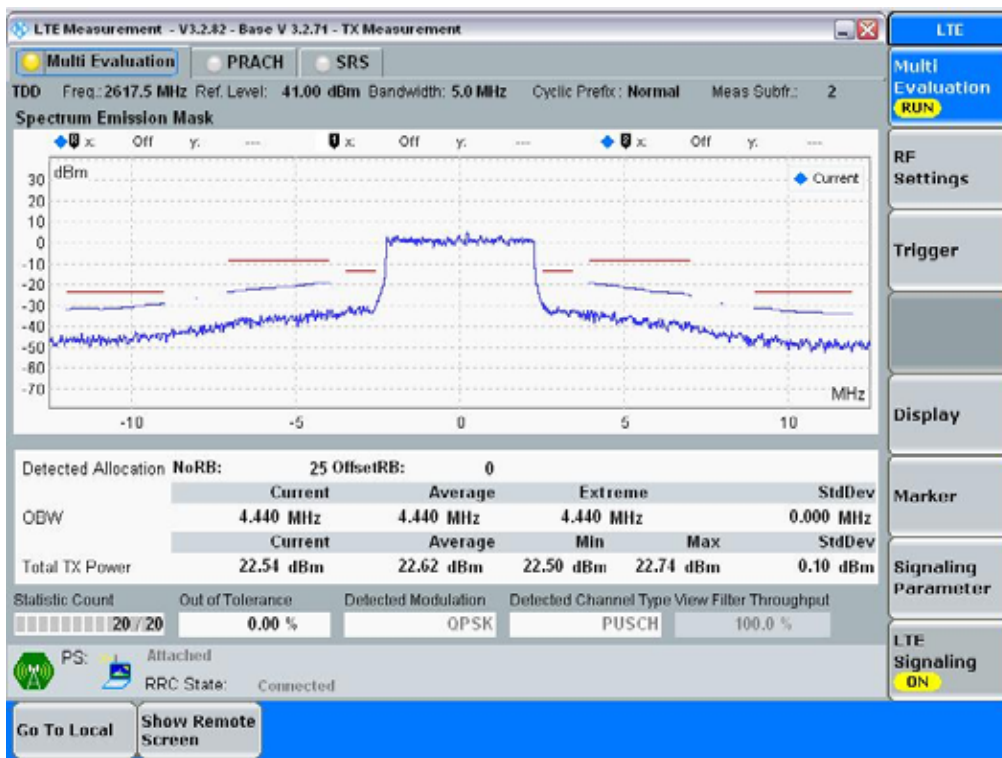 LTE Measurement - V3.2.82 - Base V 3.2.71 - TX Measurement
LTE
Multi Evaluation PRACH SRS
TDD Freq.: 2617.5 MHz Ref. Level: 41.00 dBm Bandwidth: 5.0 MHz Cyclic Prefix: Normal Meas Subfr.: 2
Spectrum Emission Mask
x: Off y: --- 1 x: Off y: --- 2 x: Off y: ---
dBm
Current
30
20
10
0
-10
-20
-30
-40
-50
-60
-70
MHz
-10 -5 0 5 10
Detected Allocation NoRB: 25 OffsetRB: 0
Current Average Extreme StdDev
OBW 4.440 MHz 4.440 MHz 4.440 MHz 0.000 MHz
Current Average Min Max StdDev
Total TX Power 22.54 dBm 22.62 dBm 22.50 dBm 22.74 dBm 0.10 dBm
Statistic Count Out of Tolerance Detected Modulation Detected Channel Type View Filter Throughput
20 / 20 0.00 % QPSK PUSCH 100.0 %
PS: Attached
RRC State: Connected
Multi
Evaluation
RUN
RF
Settings
Trigger
Display
Marker
Signaling
Parameter
LTE
Signaling
ON
Go To Local
Show Remote
Screen